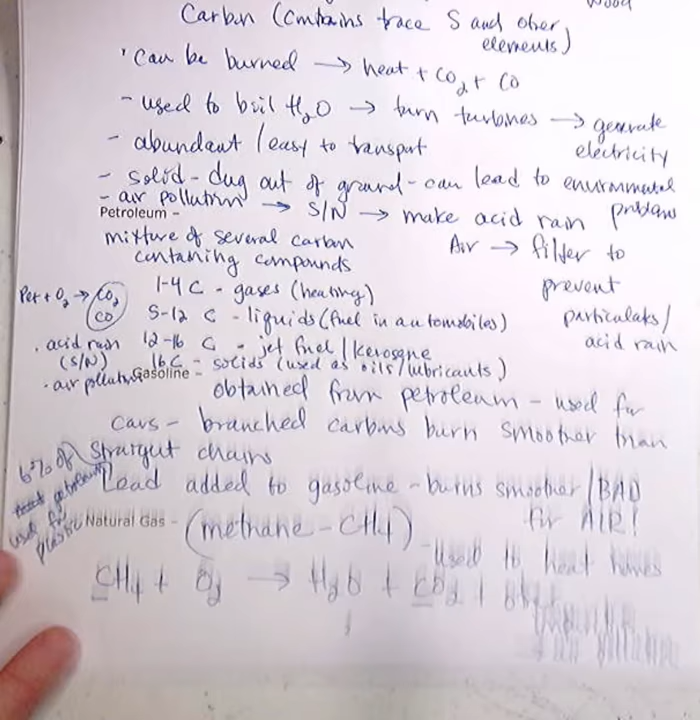 Wood
Carbon (contains trace S and other
elements)
· Can be burned → heat + CO2 + CO
- used to boil H2O → turn turbines → generate
electricity
- abundant / easy to transport
- solid - dug out of ground - can lead to environmental
problems
- air pollution → S/N → make acid rain
Petroleum -
mixture of several carbon
containing compounds
Air → filter to
prevent
particulates/
acid rain
Pet + O2 → CO2
CO
· acid rain
(S/N)
· air pollution
1-4 C - gases (heating)
5-12 C - liquids (fuel in automobiles)
12-16 C - jet fuel / kerosene
16 C - solids (used as oils/lubricants)
Gasoline -
obtained from petroleum - used for
cars - branched carbons burn smoother than
straight chains
6% of
petroleum
used for
plastic
Lead added to gasoline - burns smoother / BAD
for AIR!
Natural Gas - (methane - CH4)
- used to heat homes
CH4 + O2 → H2O + CO2 +